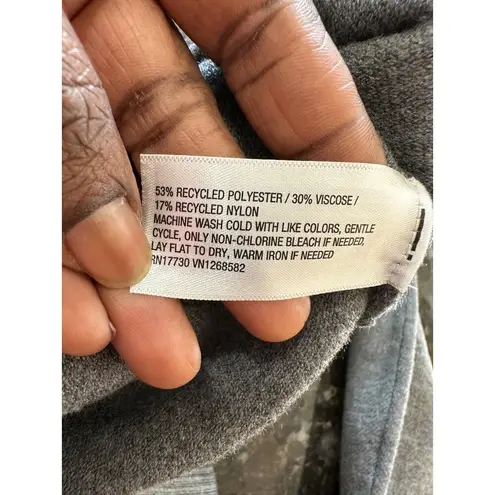 53% RECYCLED POLYESTER / 30% VISCOSE /
17% RECYCLED NYLON
MACHINE WASH COLD WITH LIKE COLORS, GENTLE
CYCLE, ONLY NON-CHLORINE BLEACH IF NEEDED,
LAY FLAT TO DRY, WARM IRON IF NEEDED
RN17730 VN1268582